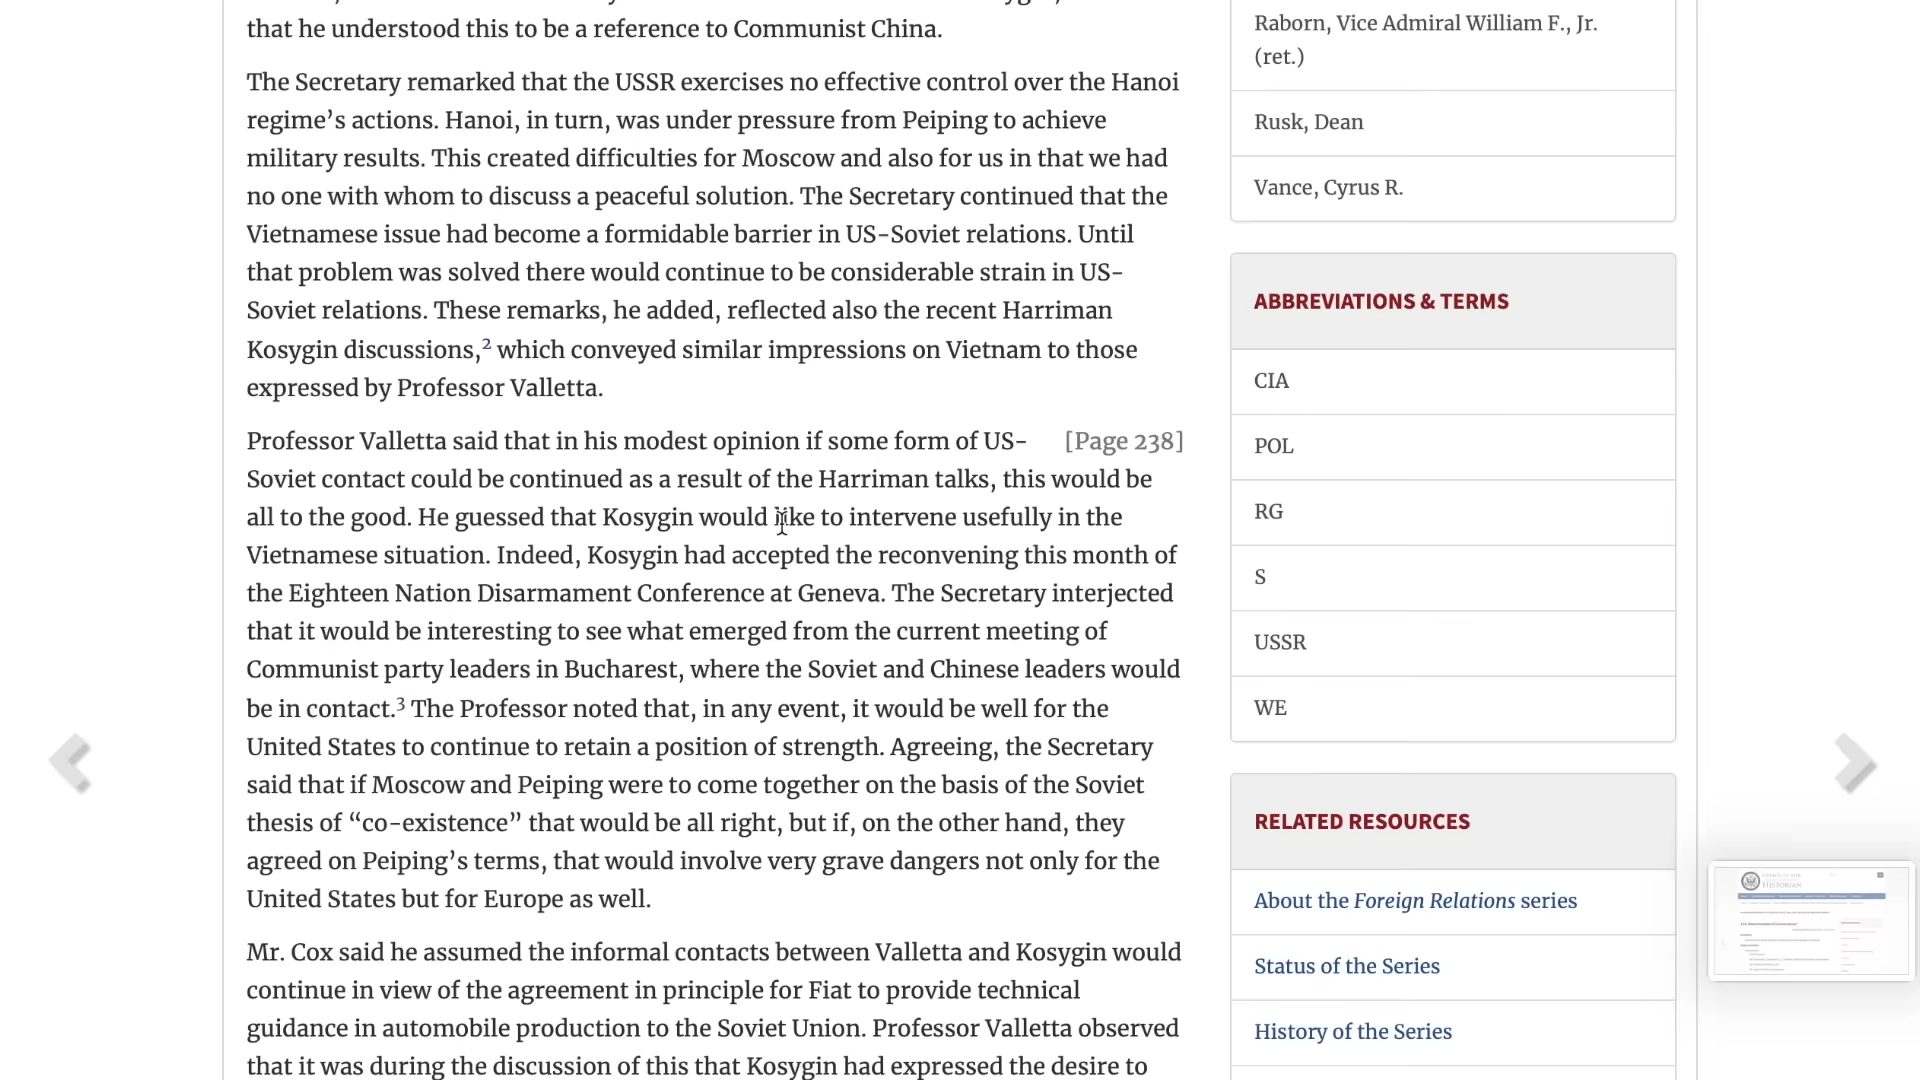 that he understood this to be a reference to Communist China.
The Secretary remarked that the USSR exercises no effective control over the Hanoi
regime’s actions. Hanoi, in turn, was under pressure from Peiping to achieve
military results. This created difficulties for Moscow and also for us in that we had
no one with whom to discuss a peaceful solution. The Secretary continued that the
Vietnamese issue had become a formidable barrier in US-Soviet relations. Until
that problem was solved there would continue to be considerable strain in US-
Soviet relations. These remarks, he added, reflected also the recent Harriman
Kosygin discussions,2 which conveyed similar impressions on Vietnam to those
expressed by Professor Valletta.
Professor Valletta said that in his modest opinion if some form of US- [Page 238]
Soviet contact could be continued as a result of the Harriman talks, this would be
all to the good. He guessed that Kosygin would like to intervene usefully in the
Vietnamese situation. Indeed, Kosygin had accepted the reconvening this month of
the Eighteen Nation Disarmament Conference at Geneva. The Secretary interjected
that it would be interesting to see what emerged from the current meeting of
Communist party leaders in Bucharest, where the Soviet and Chinese leaders would
be in contact.3 The Professor noted that, in any event, it would be well for the
United States to continue to retain a position of strength. Agreeing, the Secretary
said that if Moscow and Peiping were to come together on the basis of the Soviet
thesis of “co-existence” that would be all right, but if, on the other hand, they
agreed on Peiping’s terms, that would involve very grave dangers not only for the
United States but for Europe as well.
Mr. Cox said he assumed the informal contacts between Valletta and Kosygin would
continue in view of the agreement in principle for Fiat to provide technical
guidance in automobile production to the Soviet Union. Professor Valletta observed
that it was during the discussion of this that Kosygin had expressed the desire to
Raborn, Vice Admiral William F., Jr.
(ret.)
Rusk, Dean
Vance, Cyrus R.
ABBREVIATIONS & TERMS
CIA
POL
RG
S
USSR
WE
RELATED RESOURCES
About the Foreign Relations series
Status of the Series
History of the Series
HISTORIAN